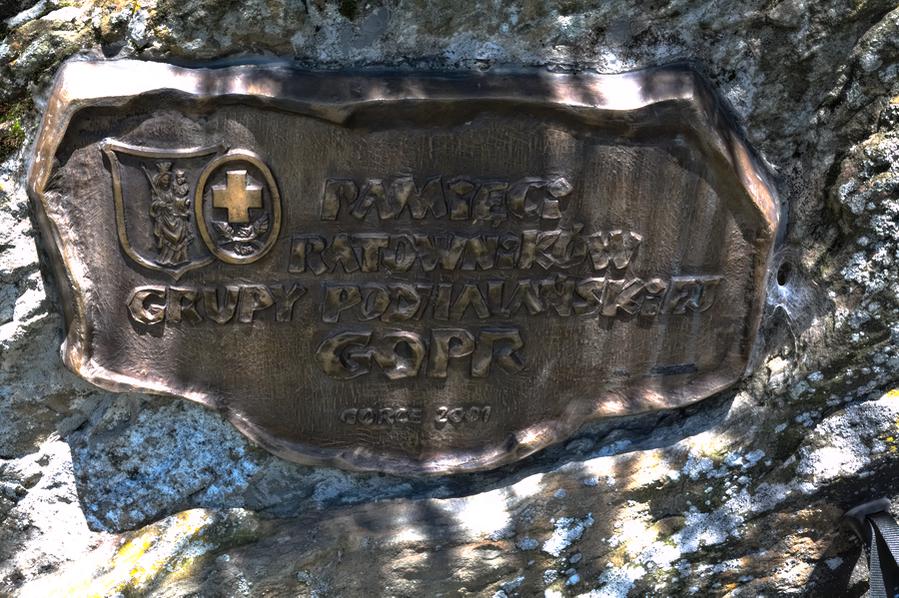 PAMIĘCI
RATOWNIKÓW
GRUPY PODHALAŃSKIEJ
GOPR
GORCE 2001